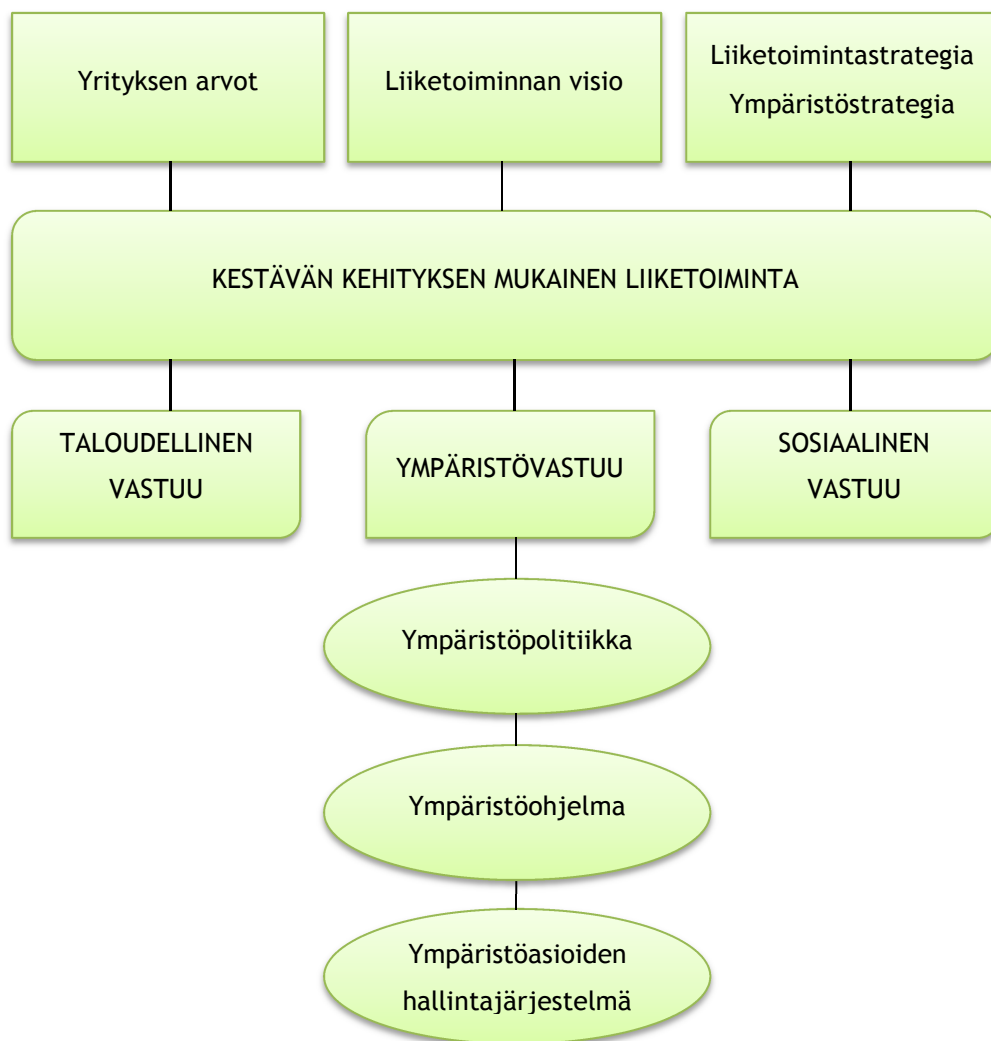 Yrityksen arvot
Liiketoiminnan visio
Liiketoimintastrategia
Ympäristöstrategia
KESTÄVÄN KEHITYKSEN MUKAINEN LIIKETOIMINTA
TALOUDELLINEN
VASTUU
YMPÄRISTÖVASTUU
SOSIAALINEN
VASTUU
Ympäristöpolitiikka
Ympäristöohjelma
Ympäristöasioiden
hallintajärjestelmä